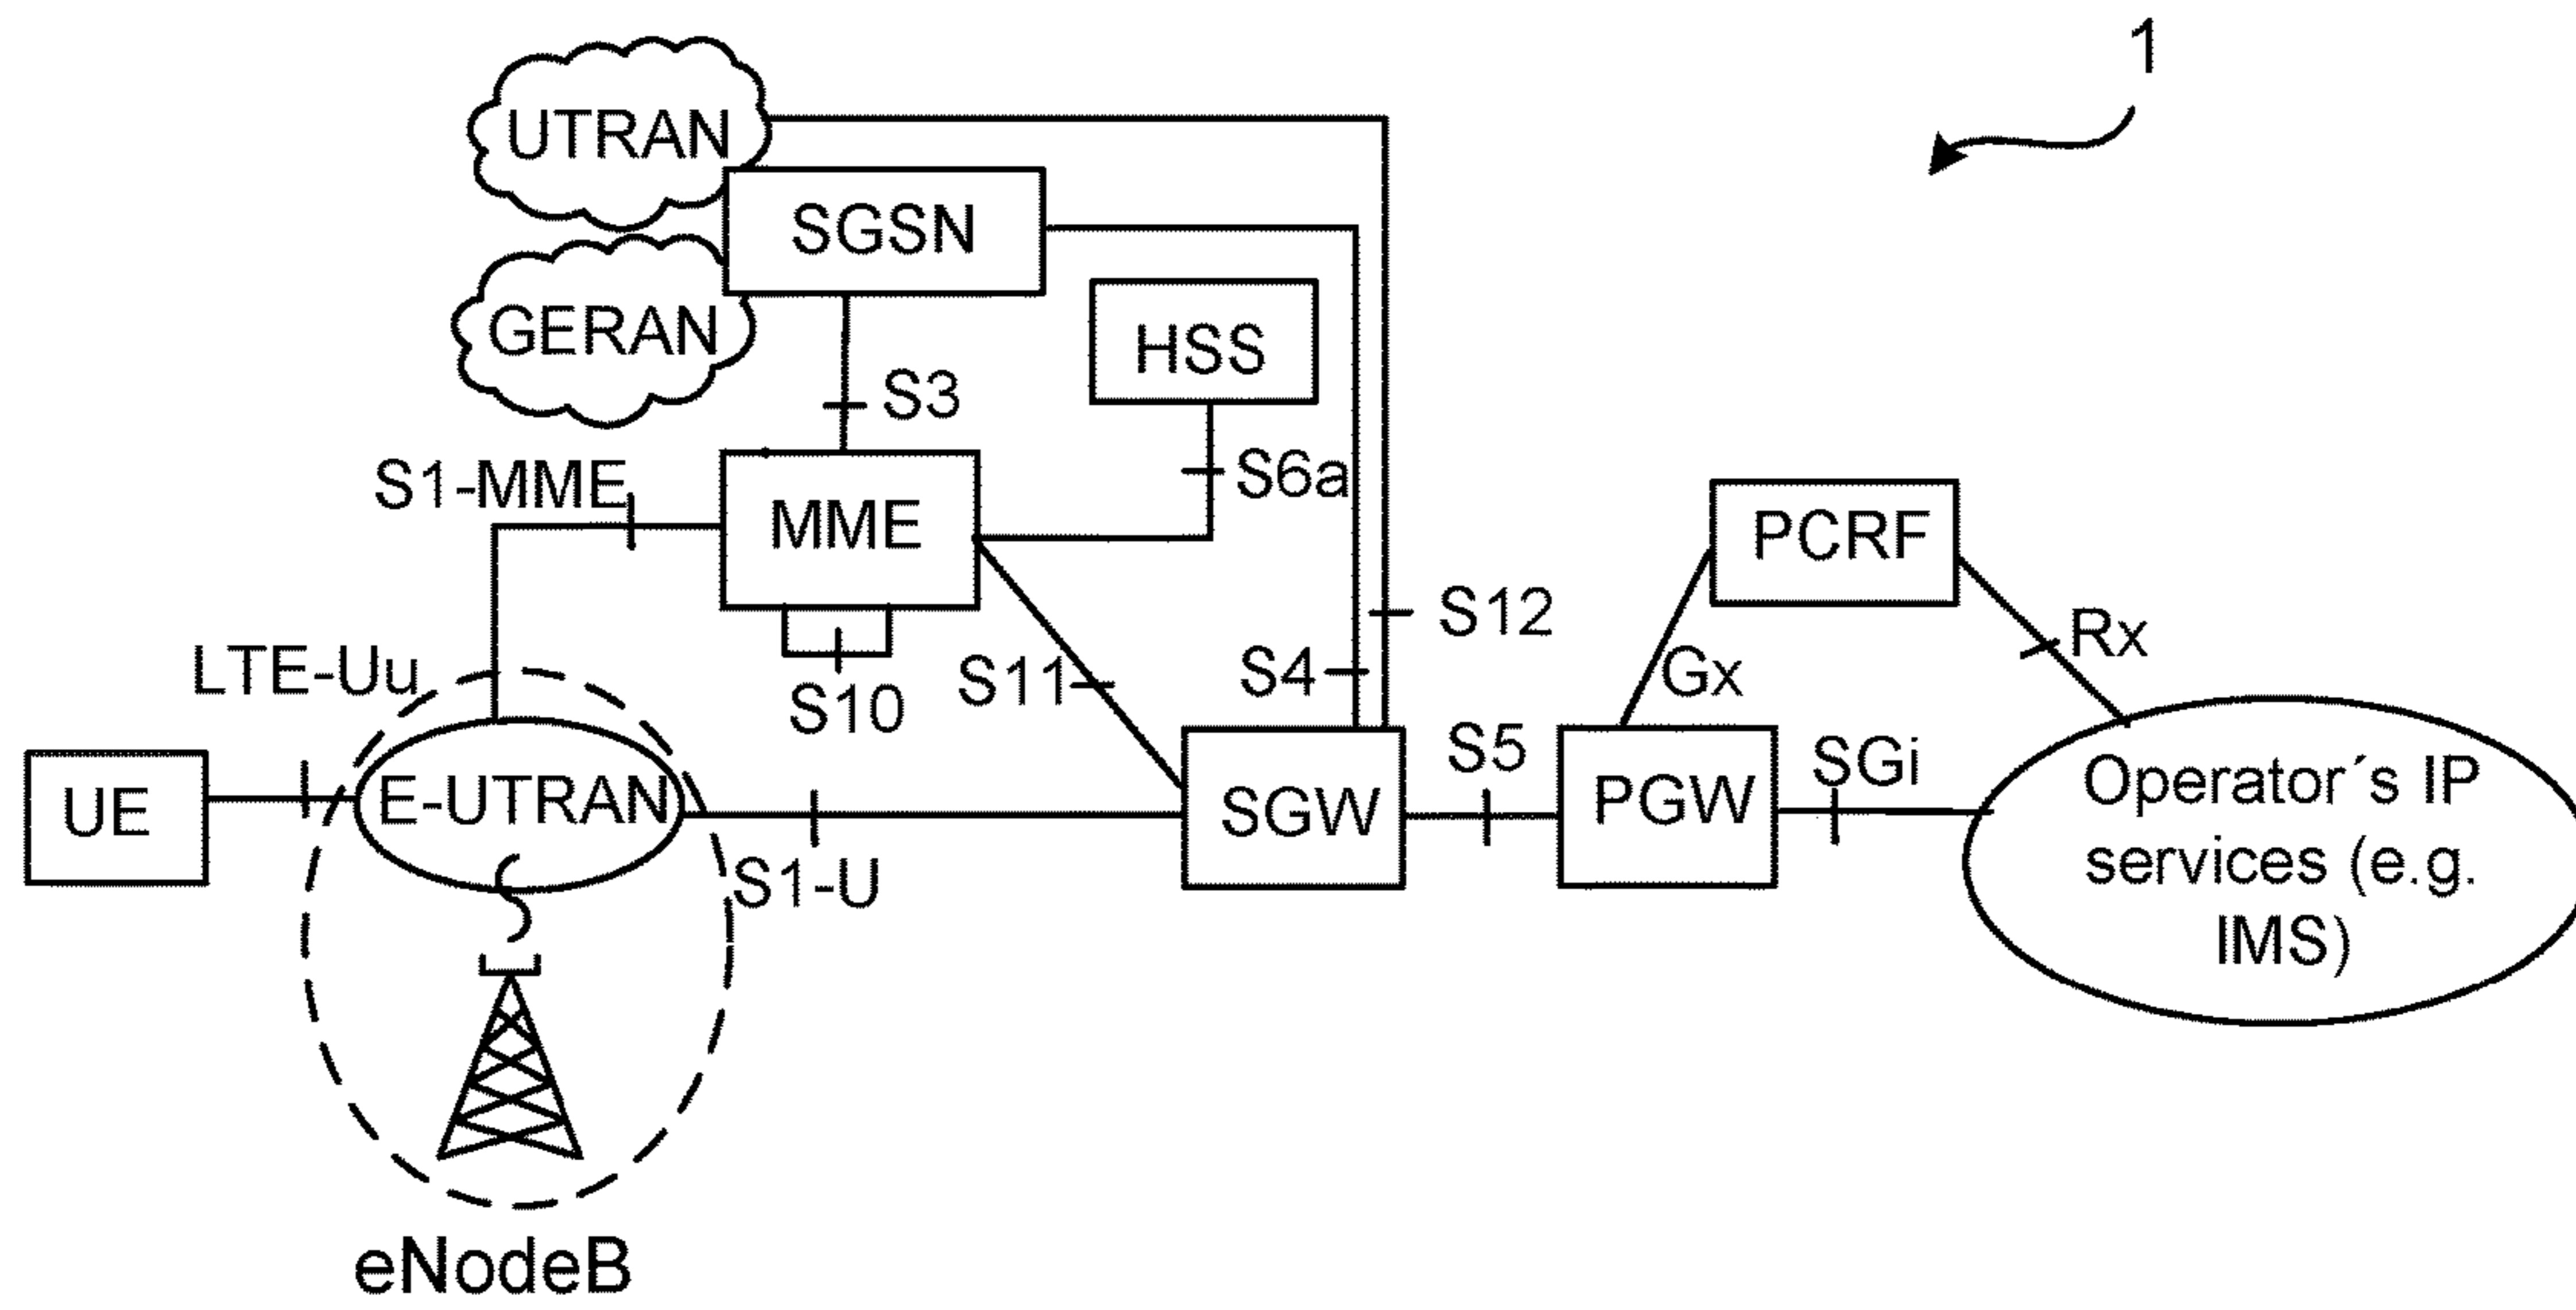 1
UTRAN
SGSN
GERAN
HSS
S3
S1-MME
S6a
MME
PCRF
S12
Rx
LTE-Uu
S10
S11
S4
Gx
UE
E-UTRAN
S1-U
SGW
S5
PGW
SGi
Operator´s IP
services (e.g.
IMS)
eNodeB